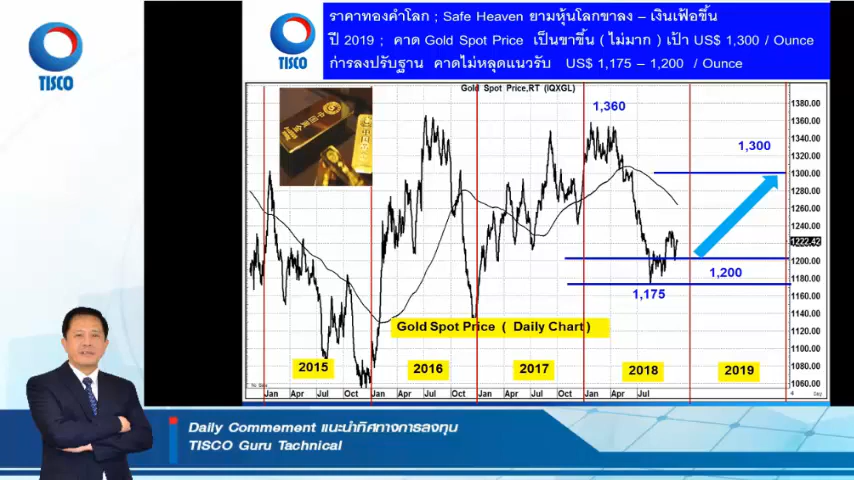 ราคาทองคำโลก ; Safe Heaven ยามหุ้นโลกขาลง – เงินเฟ้อขึ้น
ปี 2019 ; คาด Gold Spot Price เป็นขาขึ้น ( ไม่มาก ) เป้า US$ 1,300 / Ounce
การลงปรับฐาน คาดไม่หลุดแนวรับ US$ 1,175 – 1,200 / Ounce
TISCO
TISCO
Gold Spot Price,RT (IQXGL)
1,360
1,300
1,200
1,175
1380.00
1360.00
1340.00
1320.00
1300.00
1280.00
1260.00
1240.00
1222.42
1200.00
1180.00
1160.00
1140.00
1120.00
1100.00
1080.00
1060.00
Gold Spot Price ( Daily Chart )
2015 2016 2017 2018 2019
Jan Apr Jul Oct Jan Apr Jul Oct Jan Apr Jul Oct Jan Apr Jul
Daily Commement แนะนำทิศทางการลงทุน
TISCO Guru Tachnical